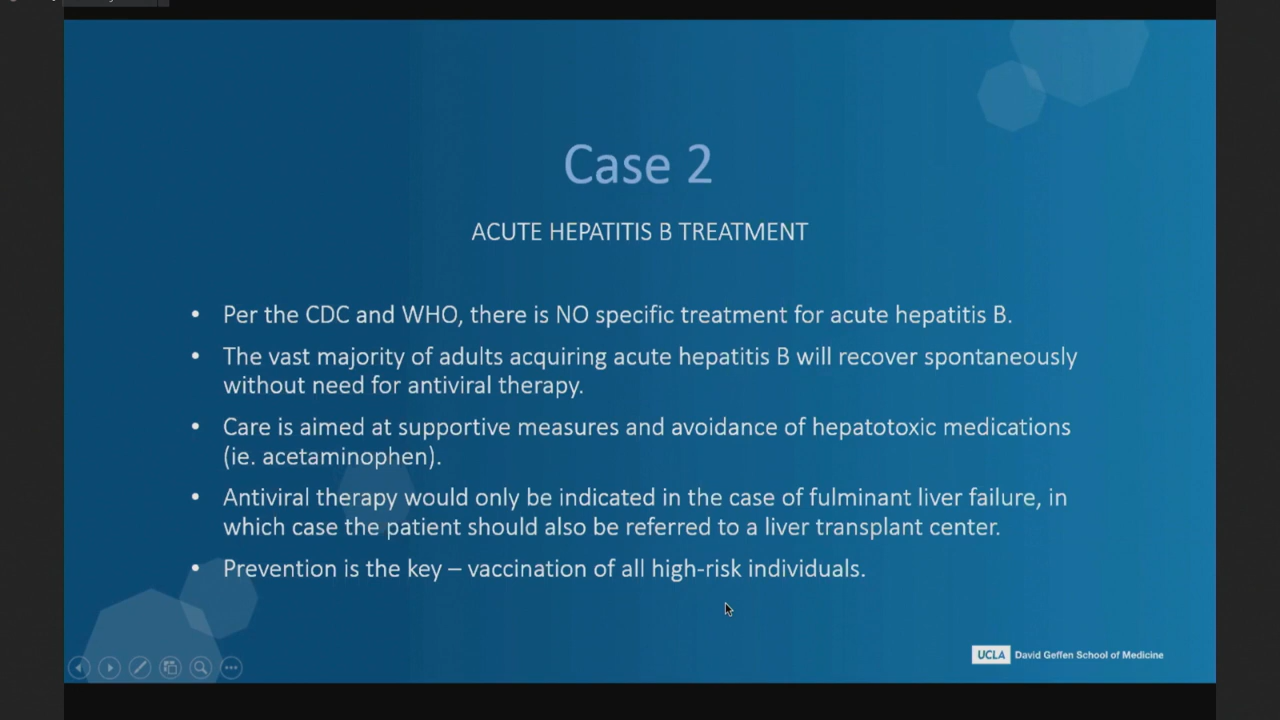 Case 2
ACUTE HEPATITIS B TREATMENT
• Per the CDC and WHO, there is NO specific treatment for acute hepatitis B.
• The vast majority of adults acquiring acute hepatitis B will recover spontaneously
without need for antiviral therapy.
• Care is aimed at supportive measures and avoidance of hepatotoxic medications
(ie. acetaminophen).
• Antiviral therapy would only be indicated in the case of fulminant liver failure, in
which case the patient should also be referred to a liver transplant center.
• Prevention is the key – vaccination of all high-risk individuals.
UCLA David Geffen School of Medicine